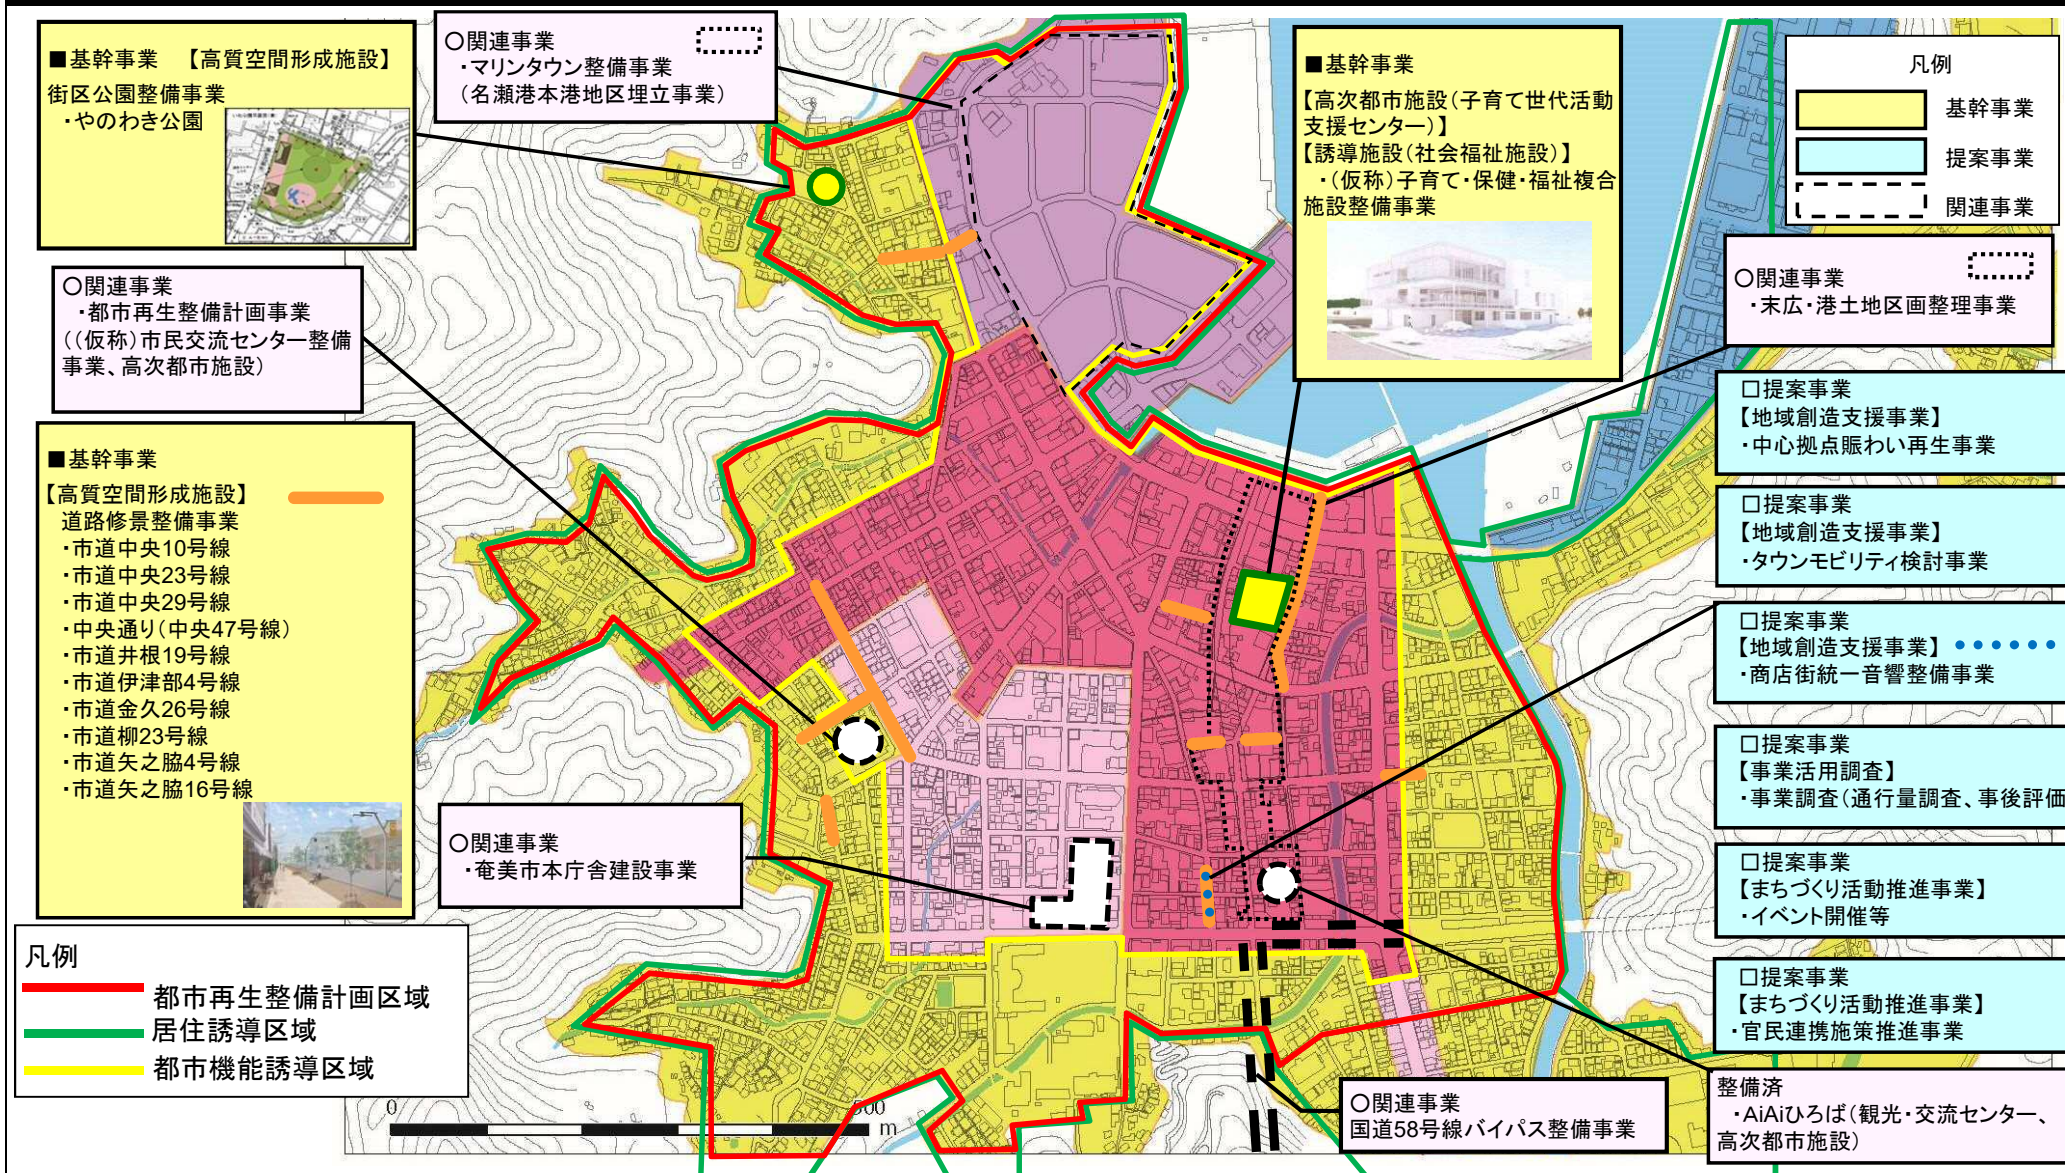 ■基幹事業 【高質空間形成施設】
街区公園整備事業
・やのわき公園
〇関連事業
・マリンタウン整備事業
(名瀬港本港地区埋立事業)
■基幹事業
【高次都市施設(子育て世代活動
支援センター)】
【誘導施設(社会福祉施設)】
・(仮称)子育て・保健・福祉複合
施設整備事業
凡例
基幹事業
提案事業
関連事業
〇関連事業
・末広・港土地区画整理事業
〇関連事業
・都市再生整備計画事業
((仮称)市民交流センター整備
事業、高次都市施設)
□提案事業
【地域創造支援事業】
・中心拠点賑わい再生事業
■基幹事業
【高質空間形成施設】
道路修景整備事業
・市道中央10号線
・市道中央23号線
・市道中央29号線
・中央通り(中央47号線)
・市道井根19号線
・市道伊津部4号線
・市道金久26号線
・市道柳23号線
・市道矢之脇4号線
・市道矢之脇16号線
□提案事業
【地域創造支援事業】
・タウンモビリティ検討事業
□提案事業
【地域創造支援事業】
・商店街統一音響整備事業
□提案事業
【事業活用調査】
・事業調査(通行量調査、事後評価
〇関連事業
・奄美市本庁舎建設事業
□提案事業
【まちづくり活動推進事業】
・イベント開催等
凡例
都市再生整備計画区域
居住誘導区域
都市機能誘導区域
□提案事業
【まちづくり活動推進事業】
・官民連携施策推進事業
0 500
m
〇関連事業
国道58号線バイパス整備事業
整備済
・AiAiひろば(観光・交流センター、
高次都市施設)